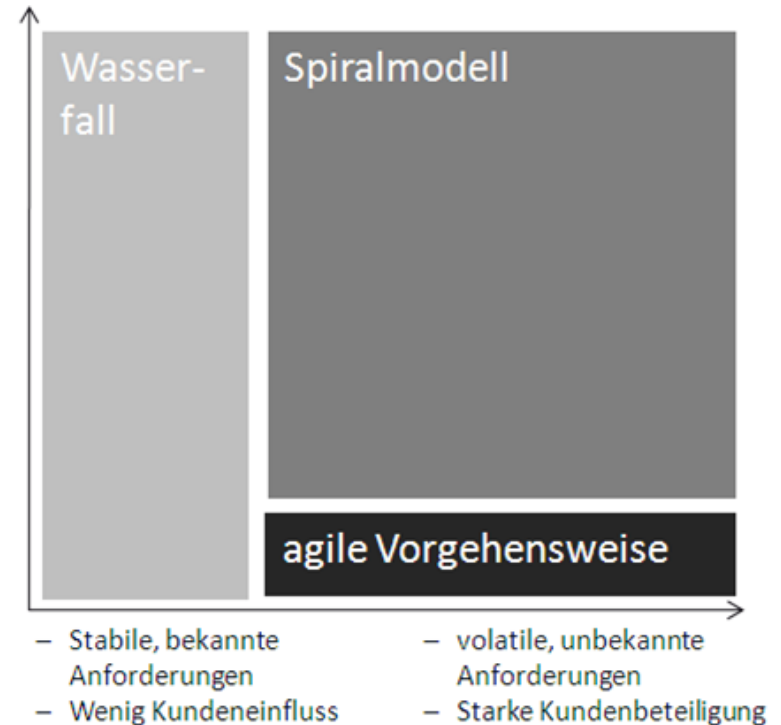 Wasser-
fall
Spiralmodell
agile Vorgehensweise
– Stabile, bekannte
Anforderungen
– Wenig Kundeneinfluss
– volatile, unbekannte
Anforderungen
– Starke Kundenbeteiligung